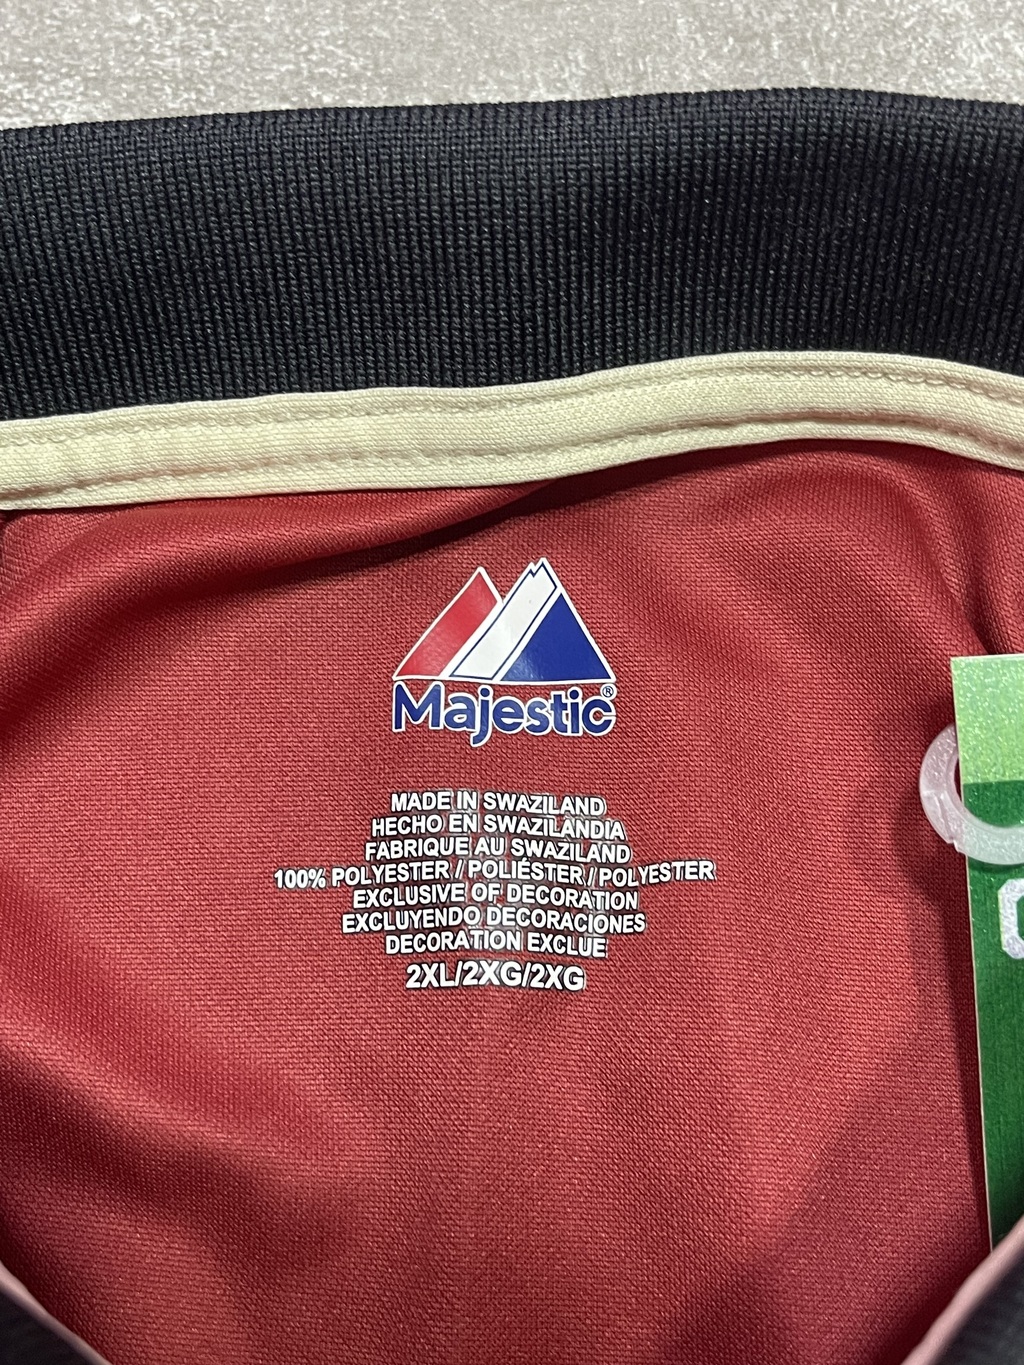 Majestic®
MADE IN SWAZILAND
HECHO EN SWAZILANDIA
FABRIQUE AU SWAZILAND
100% POLYESTER / POLIÉSTER / POLYESTER
EXCLUSIVE OF DECORATION
EXCLUYENDO DECORACIONES
DECORATION EXCLUE
2XL/2XG/2XG